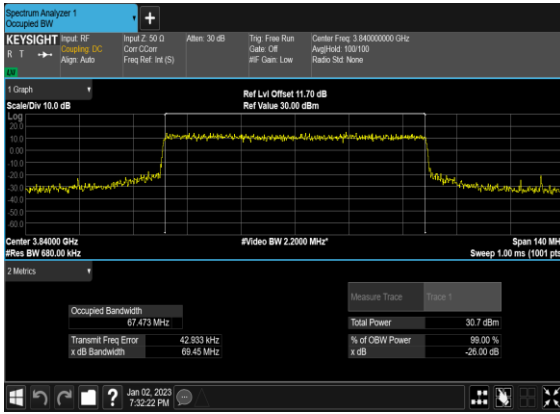 Spectrum Analyzer 1
Occupied BW
+
KEYSIGHT Input: RF Input Z: 50 Ω Atten: 30 dB Trig: Free Run Center Freq: 3.840000000 GHz
R T Coupling: DC Corr CCorr Gate: Off Avg|Hold: 100/100
Align: Auto Freq Ref: Int (S) #IF Gain: Low Radio Std: None
1 Graph
Ref Lvl Offset 11.70 dB
Scale/Div 10.0 dB Ref Value 30.00 dBm
Log
20.0
10.0
0.00
-10.0
-20.0
-30.0
-40.0
-50.0
-60.0
Center 3.84000 GHz #Video BW 2.2000 MHz* Span 140 MH
#Res BW 680.00 kHz Sweep 1.00 ms (1001 pts
2 Metrics
Measure Trace Trace 1
Occupied Bandwidth
67.473 MHz Total Power 30.7 dBm
Transmit Freq Error 42.933 kHz % of OBW Power 99.00 %
x dB Bandwidth 69.45 MHz x dB -26.00 dB
? Jan 02, 2023
7:32:22 PM